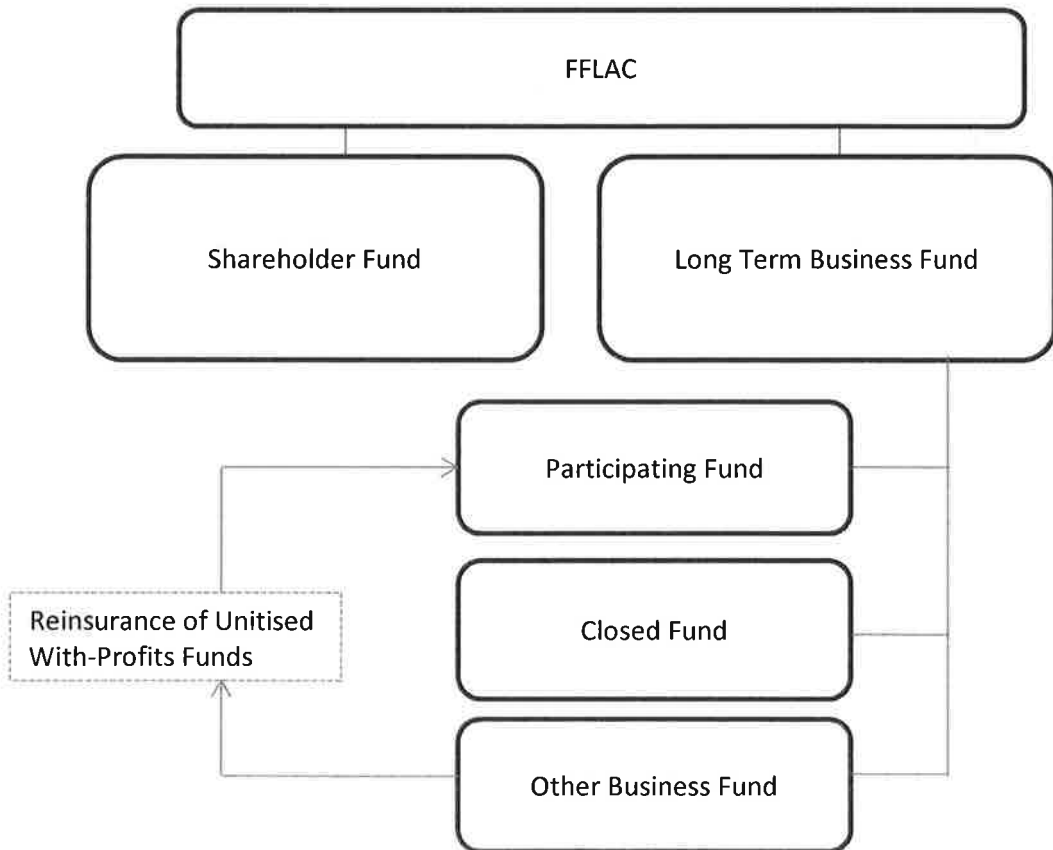 FFLAC
Shareholder Fund
Long Term Business Fund
Participating Fund
Reinsurance of Unitised
With-Profits Funds
Closed Fund
Other Business Fund